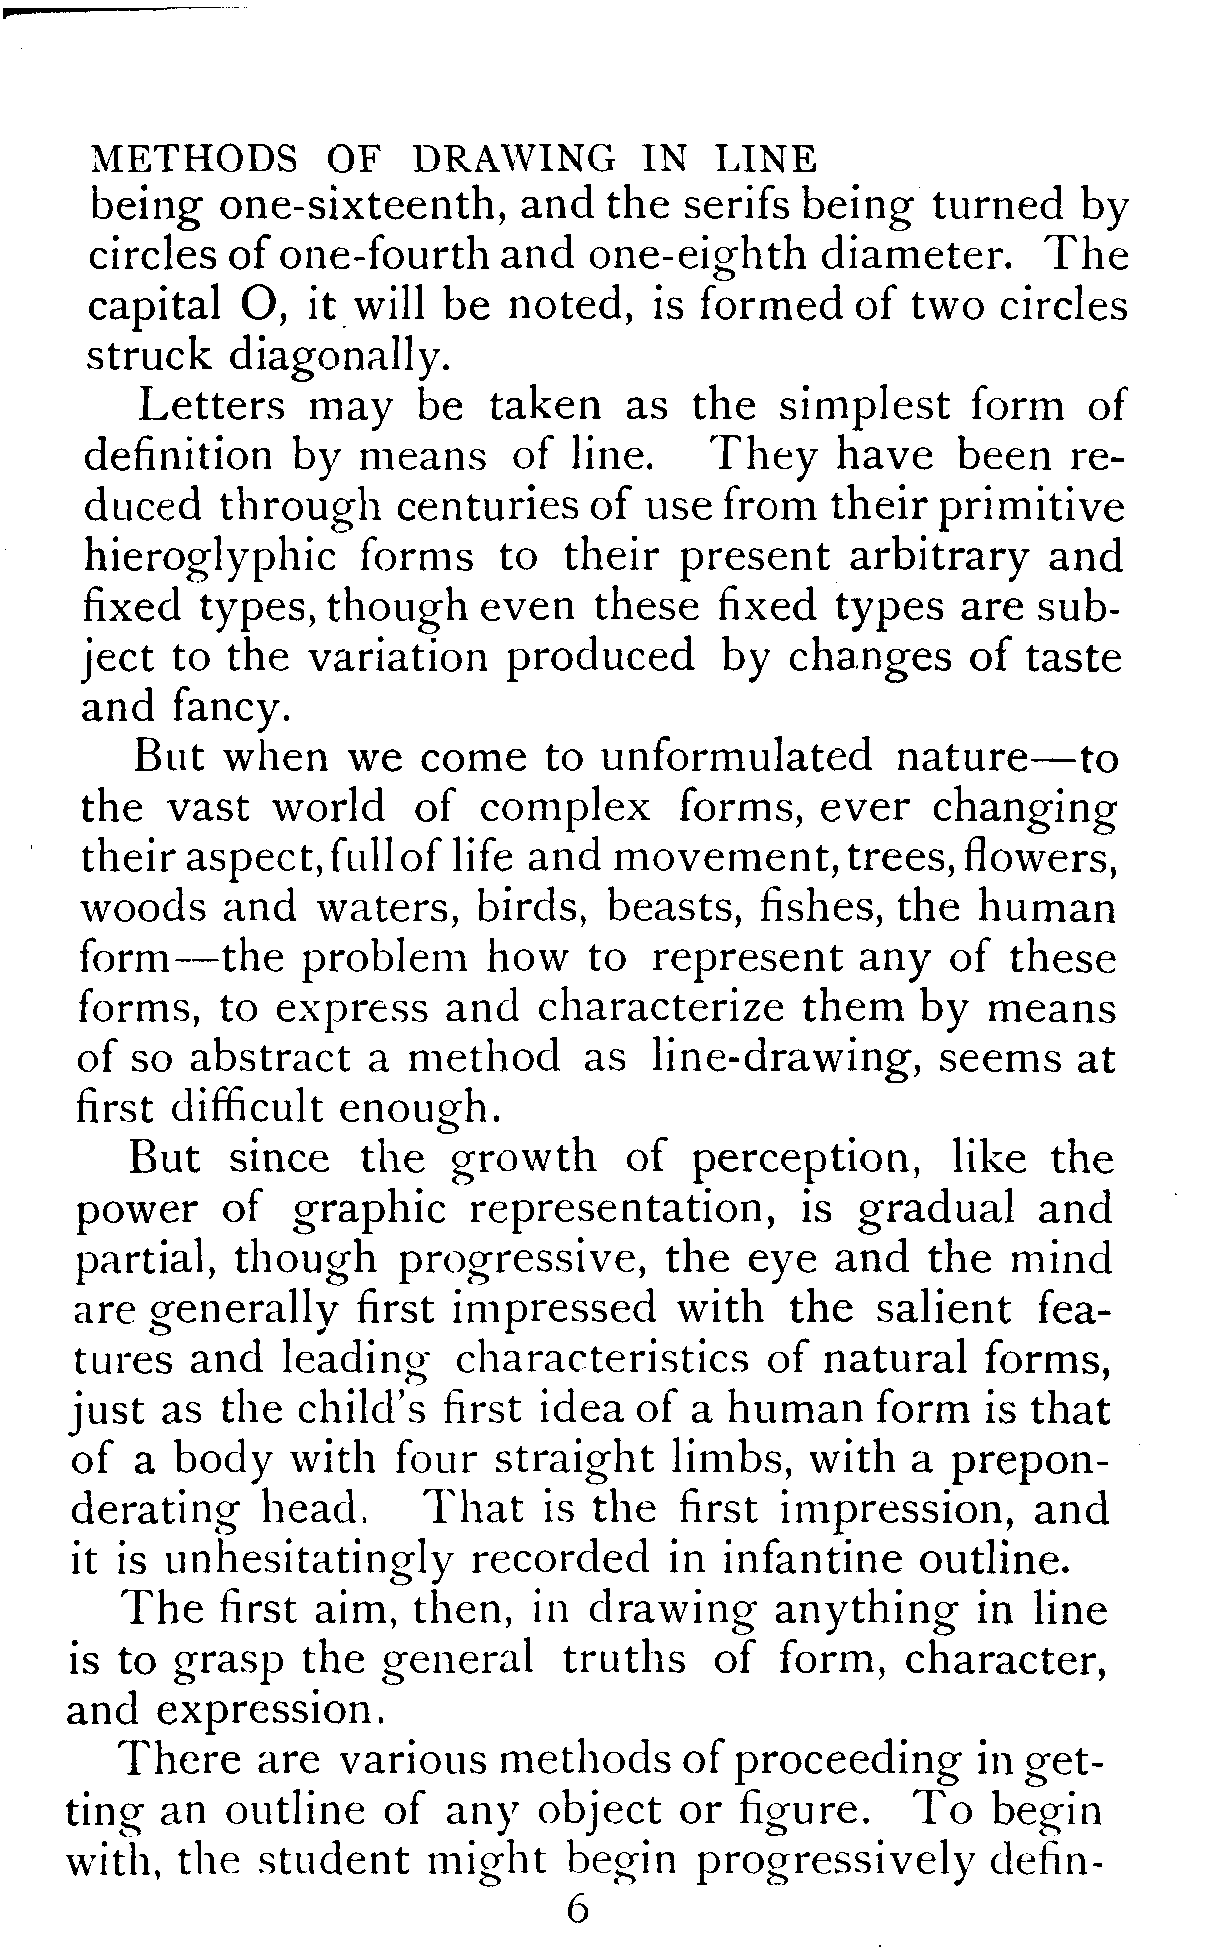 METHODS OF DRAWING IN LINE
being one-sixteenth, and the serifs being turned by
circles of one-fourth and one-eighth diameter. The
capital O, it will be noted, is formed of two circles
struck diagonally.
Letters may be taken as the simplest form of
definition by means of line. They have been re-
duced through centuries of use from their primitive
hieroglyphic forms to their present arbitrary and
fixed types, though even these fixed types are sub-
ject to the variation produced by changes of taste
and fancy.
But when we come to unformulated nature—to
the vast world of complex forms, ever changing
their aspect, full of life and movement, trees, flowers,
woods and waters, birds, beasts, fishes, the human
form—the problem how to represent any of these
forms, to express and characterize them by means
of so abstract a method as line-drawing, seems at
first difficult enough.
But since the growth of perception, like the
power of graphic representation, is gradual and
partial, though progressive, the eye and the mind
are generally first impressed with the salient fea-
tures and leading characteristics of natural forms,
just as the child's first idea of a human form is that
of a body with four straight limbs, with a prepon-
derating head. That is the first impression, and
it is unhesitatingly recorded in infantine outline.
The first aim, then, in drawing anything in line
is to grasp the general truths of form, character,
and expression.
There are various methods of proceeding in get-
ting an outline of any object or figure. To begin
with, the student might begin progressively defin-
6